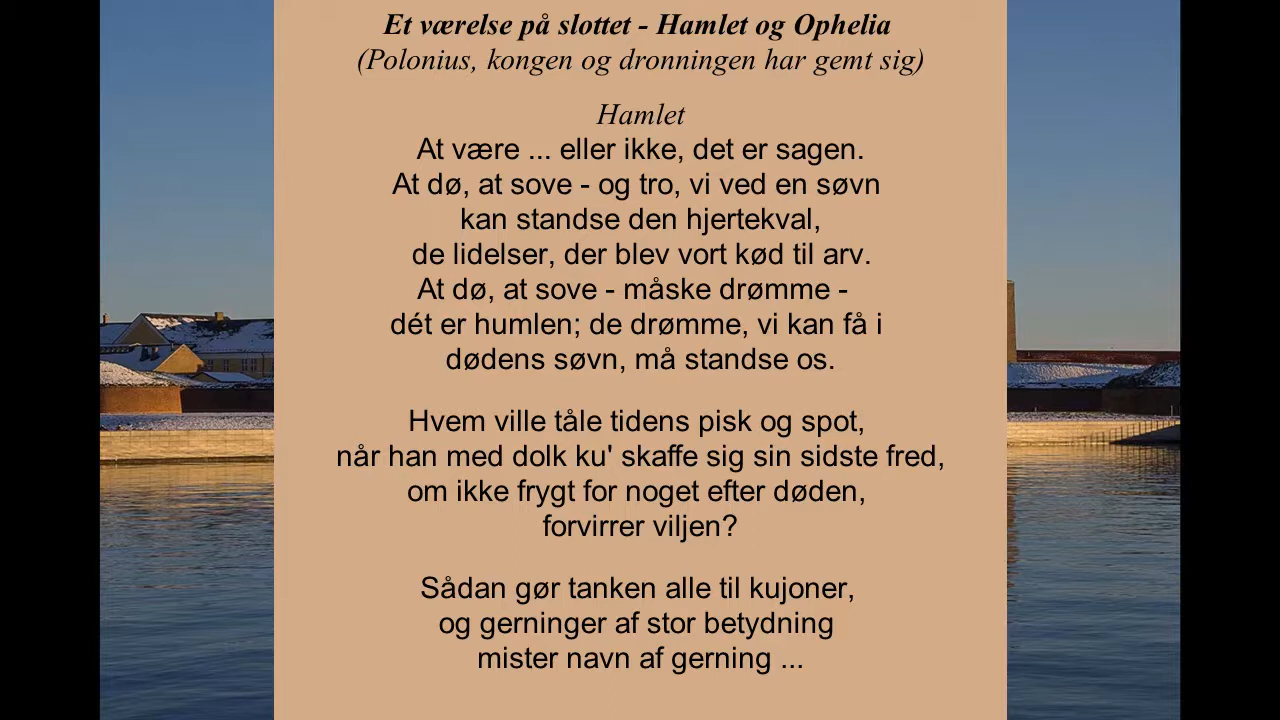 Et værelse på slottet - Hamlet og Ophelia
(Polonius, kongen og dronningen har gemt sig)
Hamlet
At være ... eller ikke, det er sagen.
At dø, at sove - og tro, vi ved en søvn
kan standse den hjertekval,
de lidelser, der blev vort kød til arv.
At dø, at sove - måske drømme -
dét er humlen; de drømme, vi kan få i
dødens søvn, må standse os.
Hvem ville tåle tidens pisk og spot,
når han med dolk ku' skaffe sig sin sidste fred,
om ikke frygt for noget efter døden,
forvirrer viljen?
Sådan gør tanken alle til kujoner,
og gerninger af stor betydning
mister navn af gerning ...